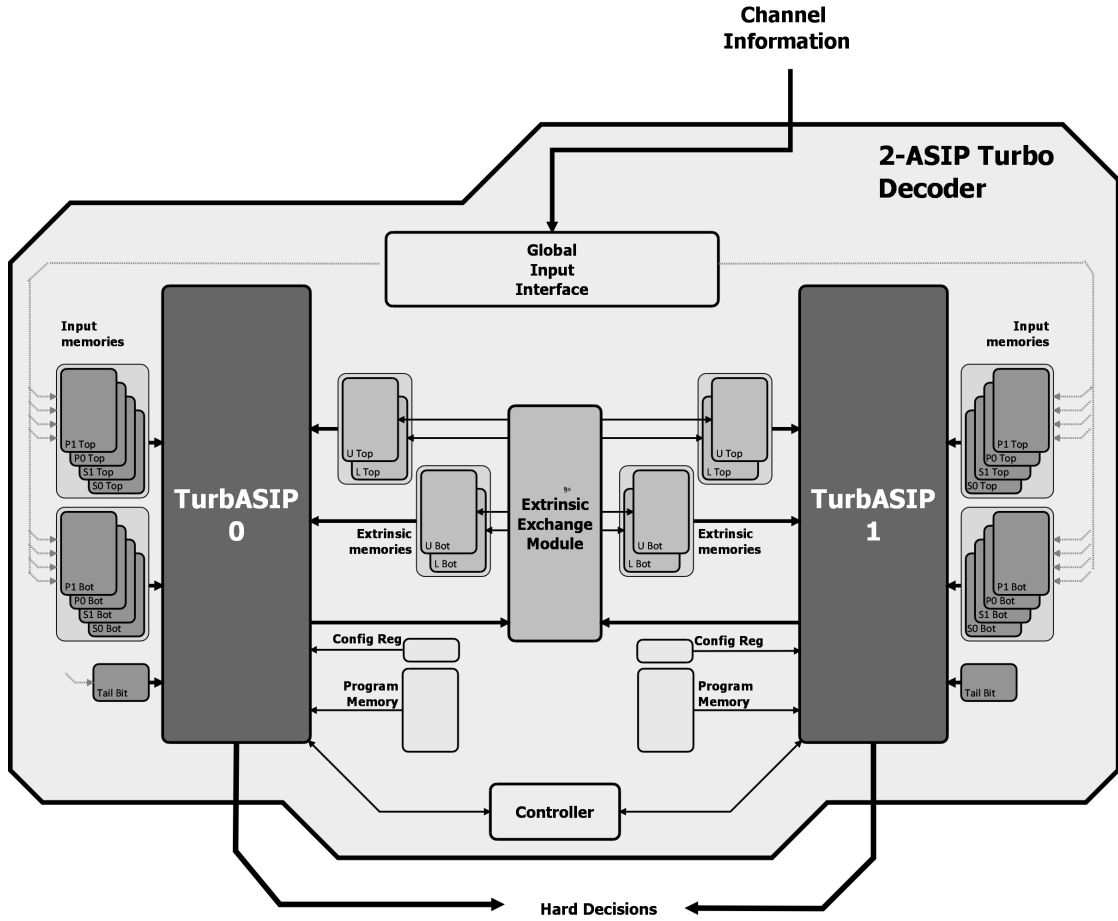 Channel
Information
2-ASIP Turbo
Decoder
Global
Input
Interface
Input
memories
P1 Top
P0 Top
S1 Top
S0 Top
P1 Bot
P0 Bot
S1 Bot
S0 Bot
Tail Bit
TurbASIP
0
U Top
L Top
Extrinsic
memories
U Bot
L Bot
Config Reg
Program
Memory
Extrinsic
Exchange
Module
Controller
U Top
L Top
U Bot
L Bot
Extrinsic
memories
Config Reg
Program
Memory
TurbASIP
1
Input
memories
P1 Top
P0 Top
S1 Top
S0 Top
P1 Bot
P0 Bot
S1 Bot
S0 Bot
Tail Bit
Hard Decisions